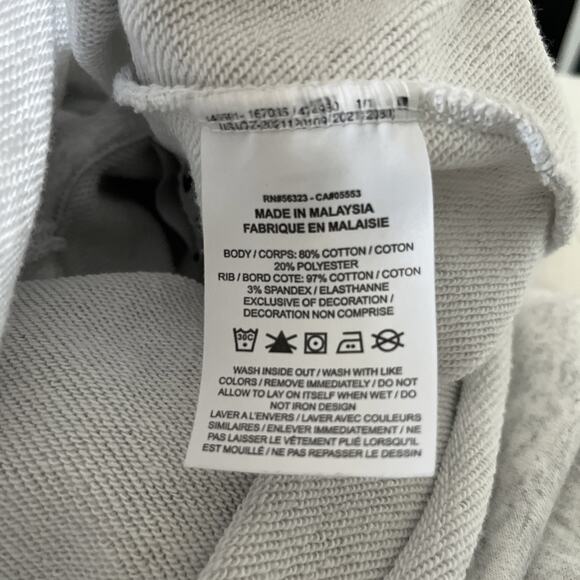 RN#56323 - CA#05553
MADE IN MALAYSIA
FABRIQUE EN MALAISIE
BODY / CORPS: 80% COTTON / COTON
20% POLYESTER
RIB / BORD COTE: 97% COTTON / COTON
3% SPANDEX / ELASTHANNE
EXCLUSIVE OF DECORATION /
DECORATION NON COMPRISE
30C
WASH INSIDE OUT / WASH WITH LIKE
COLORS / REMOVE IMMEDIATELY / DO NOT
ALLOW TO LAY ON ITSELF WHEN WET / DO
NOT IRON DESIGN
LAVER A L'ENVERS / LAVER AVEC COULEURS
SIMILAIRES / ENLEVER IMMEDIATEMENT / NE
PAS LAISSER LE VÊTEMENT PLIÉ LORSQU'IL
EST MOUILLÉ / NE PAS REPASSER LE DESSIN